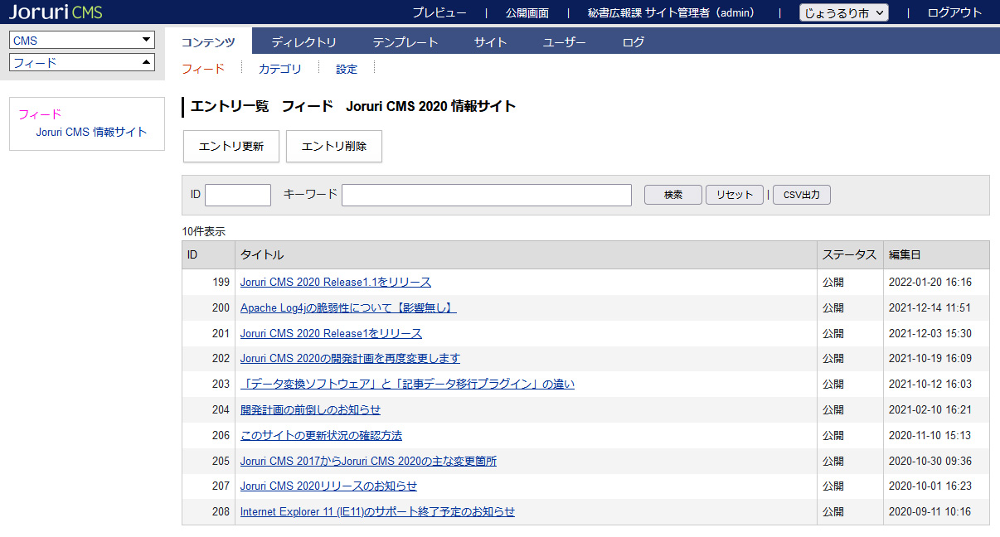 Joruri CMS
プレビュー | 公開画面 | 秘書広報課 サイト管理者（admin） | じょうるり市 | ログアウト
CMS
フィード
コンテンツ ディレクトリ テンプレート サイト ユーザー ログ
フィード カテゴリ 設定
フィード
Joruri CMS 情報サイト
エントリ一覧 フィード Joruri CMS 2020 情報サイト
エントリ更新 エントリ削除
ID キーワード 検索 リセット | CSV出力
10件表示
ID タイトル ステータス 編集日
199 Joruri CMS 2020 Release1.1をリリース 公開 2022-01-20 16:16
200 Apache Log4jの脆弱性について【影響無し】 公開 2021-12-14 11:51
201 Joruri CMS 2020 Release1をリリース 公開 2021-12-03 15:30
202 Joruri CMS 2020の開発計画を再度変更します 公開 2021-10-19 16:09
203 「データ変換ソフトウェア」と「記事データ移行プラグイン」の違い 公開 2021-10-12 16:03
204 開発計画の前倒しのお知らせ 公開 2021-02-10 16:21
206 このサイトの更新状況の確認方法 公開 2020-11-10 15:13
205 Joruri CMS 2017からJoruri CMS 2020の主な変更箇所 公開 2020-10-30 09:36
207 Joruri CMS 2020リリースのお知らせ 公開 2020-10-01 16:23
208 Internet Explorer 11 (IE11)のサポート終了予定のお知らせ 公開 2020-09-11 10:16